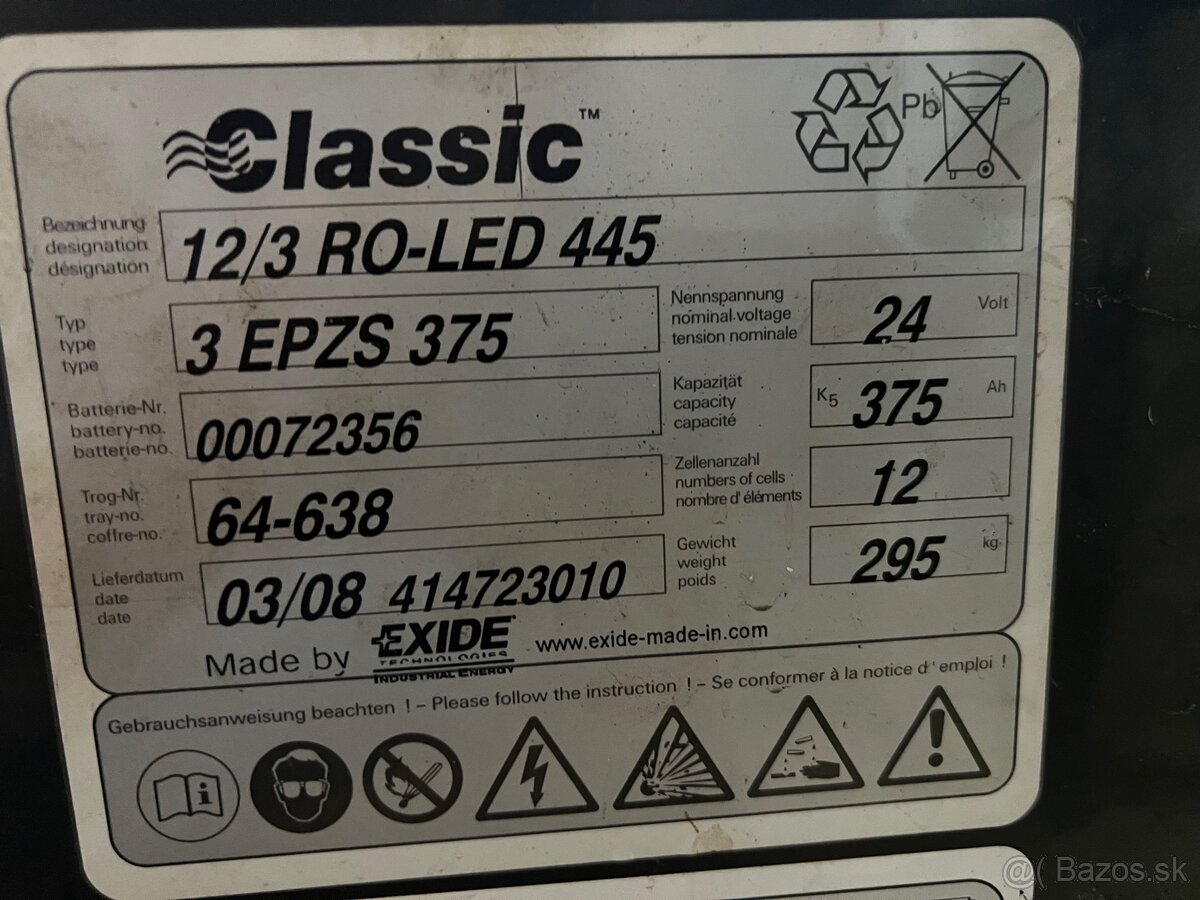 Classic™
Pb
Bezeichnung
designation
désignation
12/3 RO-LED 445
Typ
type
type
3 EPZS 375
Nennspannung
nominal voltage
tension nominale
24 Volt
Batterie-Nr.
battery-no.
batterie-no.
00072356
Kapazität
capacity
capacité
K5 375 Ah
Trog-Nr.
tray-no.
coffre-no.
64-638
Zellenanzahl
numbers of cells
nombre d'éléments
12
Lieferdatum
date
date
03/08 414723010
Gewicht
weight
poids
295 kg
Made by EXIDE www.exide-made-in.com
TECHNOLOGIES
INDUSTRIAL ENERGY
Gebrauchsanweisung beachten ! – Please follow the instruction ! – Se conformer à la notice d'emploi !
@( Bazos.sk